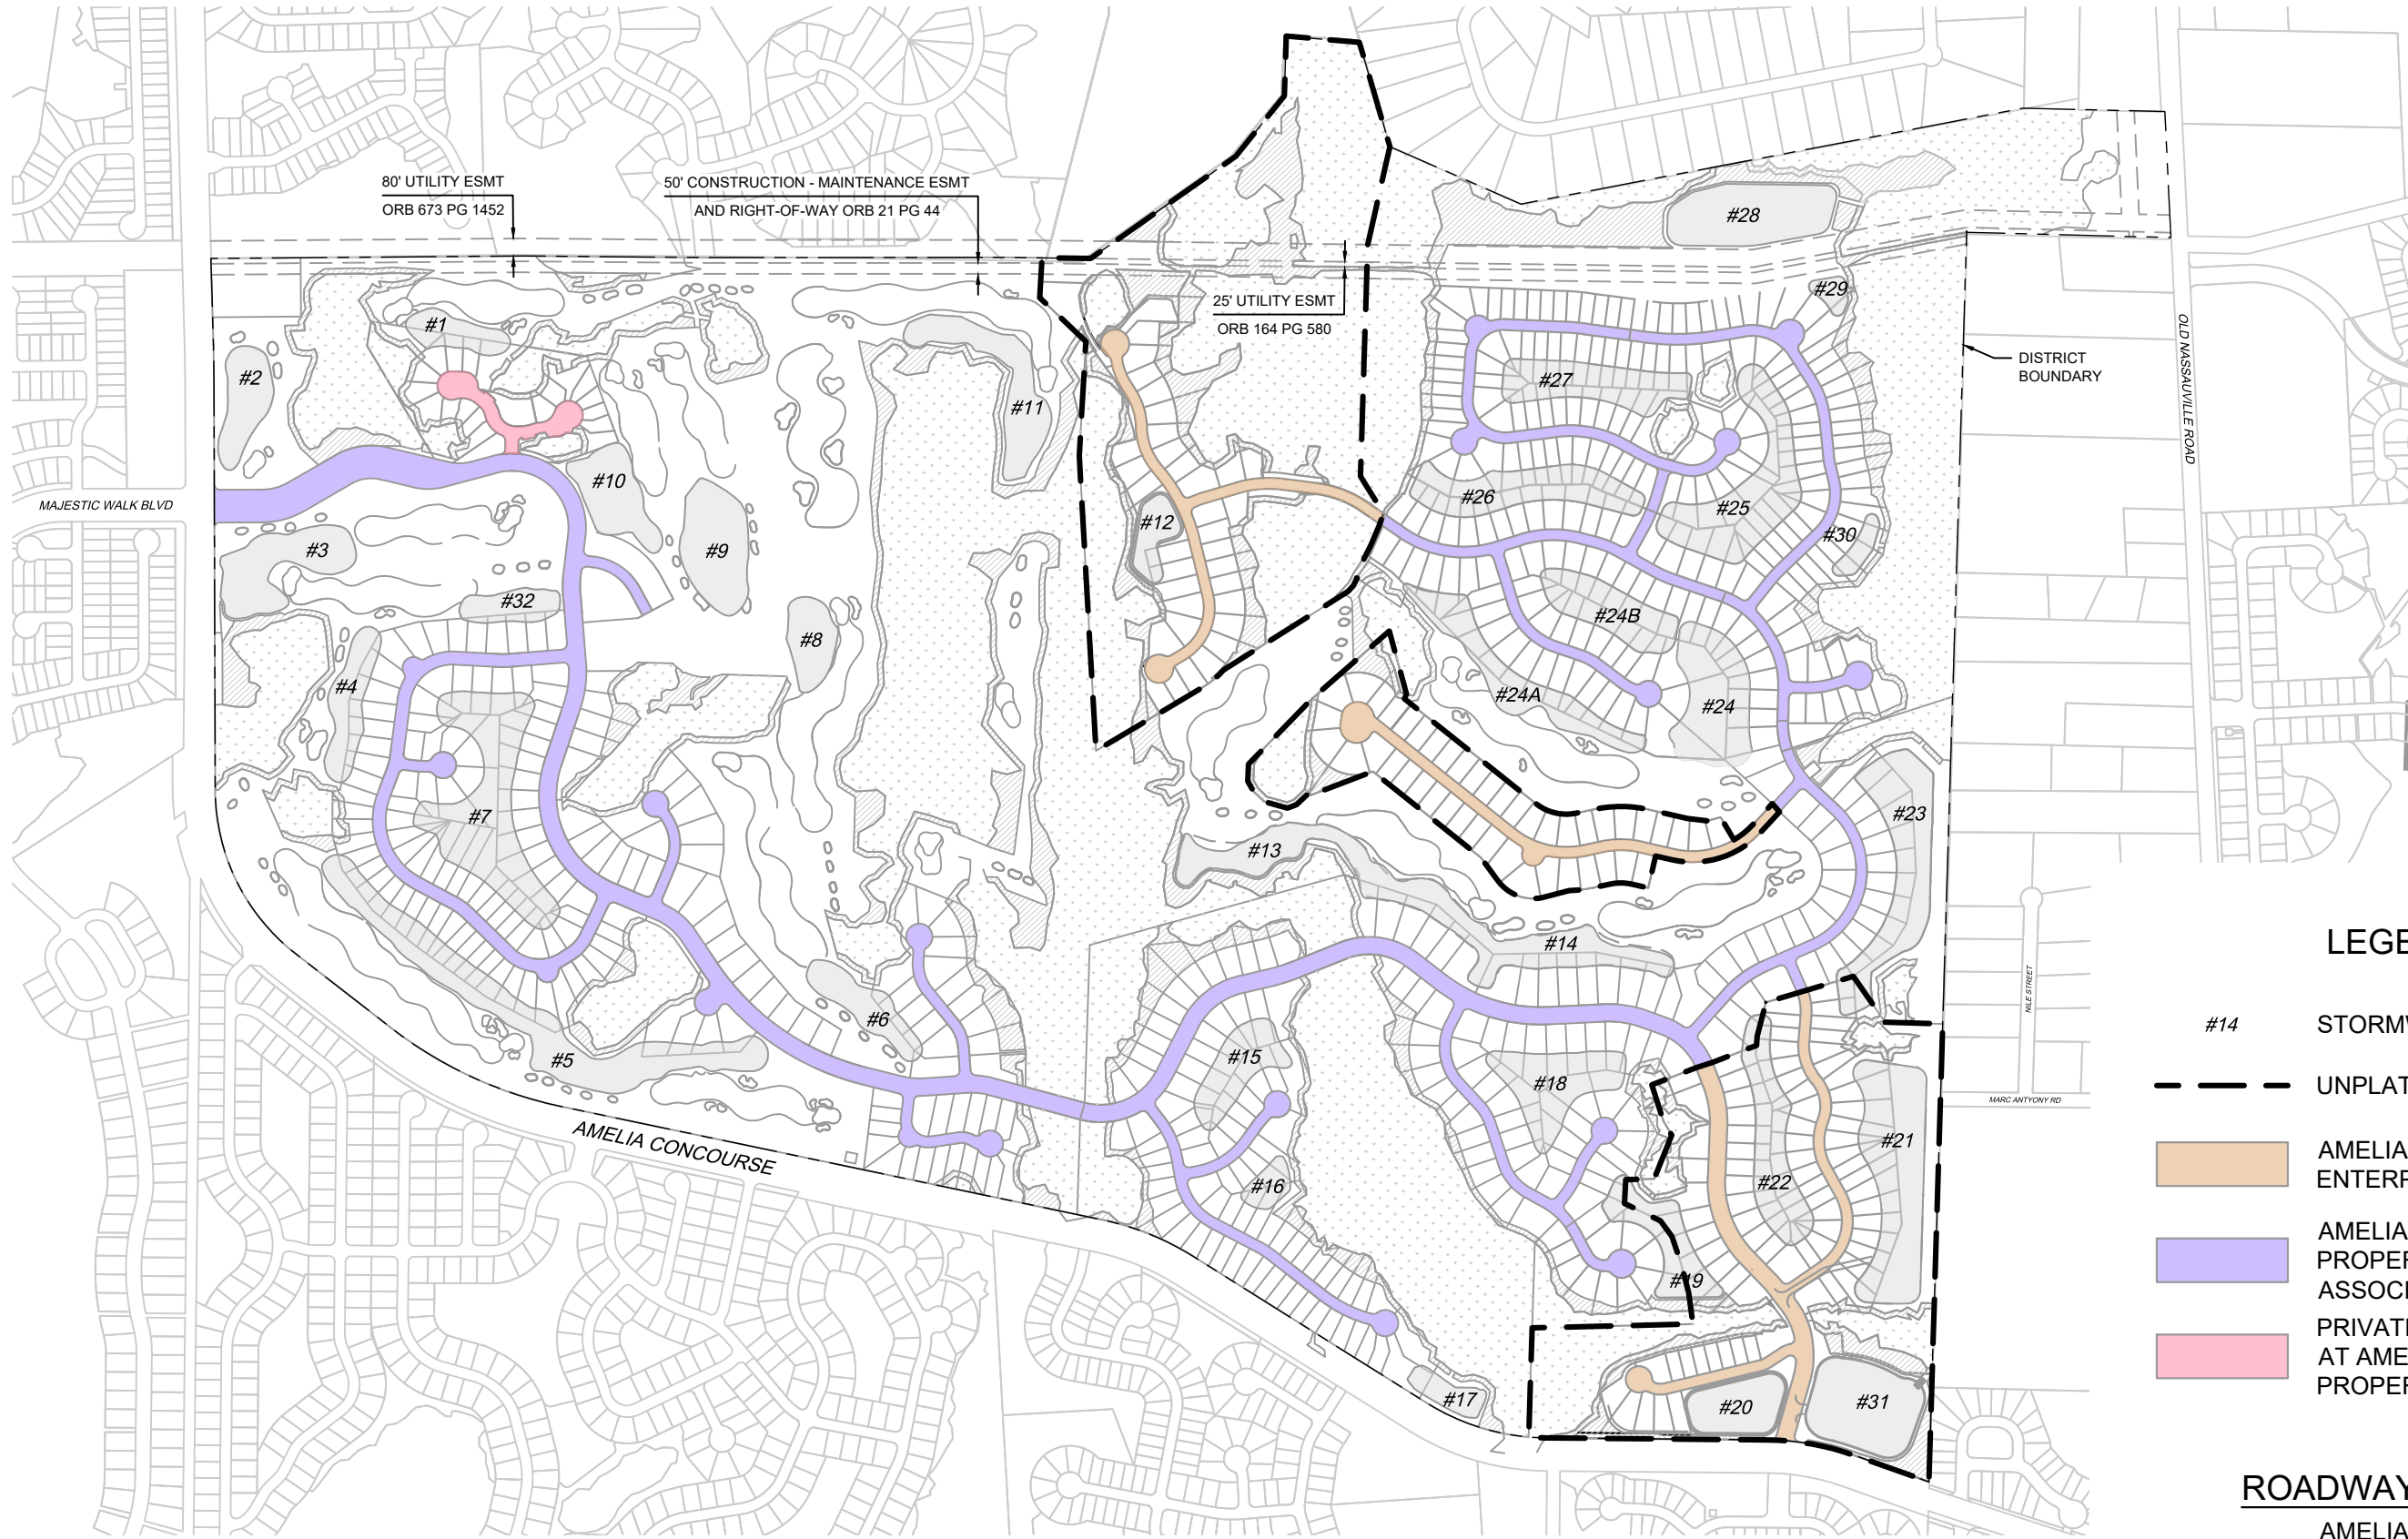 80' UTILITY ESMT
ORB 673 PG 1452
50' CONSTRUCTION - MAINTENANCE ESMT
AND RIGHT-OF-WAY ORB 21 PG 44
25' UTILITY ESMT
ORB 164 PG 580
DISTRICT
BOUNDARY
OLD NASSAUVILLE ROAD
MAJESTIC WALK BLVD
AMELIA CONCOURSE
NILE STREET
MARC ANTYONY RD
#1
#2
#3
#4
#5
#6
#7
#8
#9
#10
#11
#12
#13
#14
#15
#16
#17
#18
#19
#20
#21
#22
#23
#24
#24A
#24B
#25
#26
#27
#28
#29
#30
#31
#32
LEGE
#14 STORMW
UNPLAT
AMELIA
ENTERP
AMELIA
PROPER
ASSOCI
PRIVAT
AT AME
PROPER
ROADWAY
AMELIA